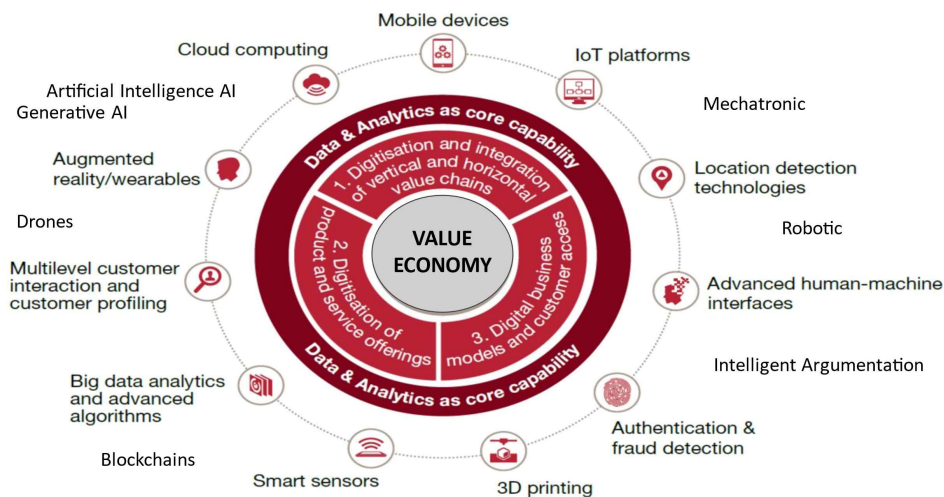 Mobile devices
Cloud computing
IoT platforms
Artificial Intelligence AI
Generative AI
Mechatronic
Augmented
reality/wearables
Location detection
technologies
Drones
Robotic
Multilevel customer
interaction and
customer profiling
Advanced human-machine
interfaces
Big data analytics
and advanced
algorithms
Intelligent Argumentation
Authentication &
fraud detection
Blockchains
Smart sensors
3D printing
Data & Analytics as core capability
1. Digitisation and integration
of vertical and horizontal
value chains
2. Digitisation of
product and service offerings
3. Digital business
models and customer access
VALUE
ECONOMY
Data & Analytics as core capability